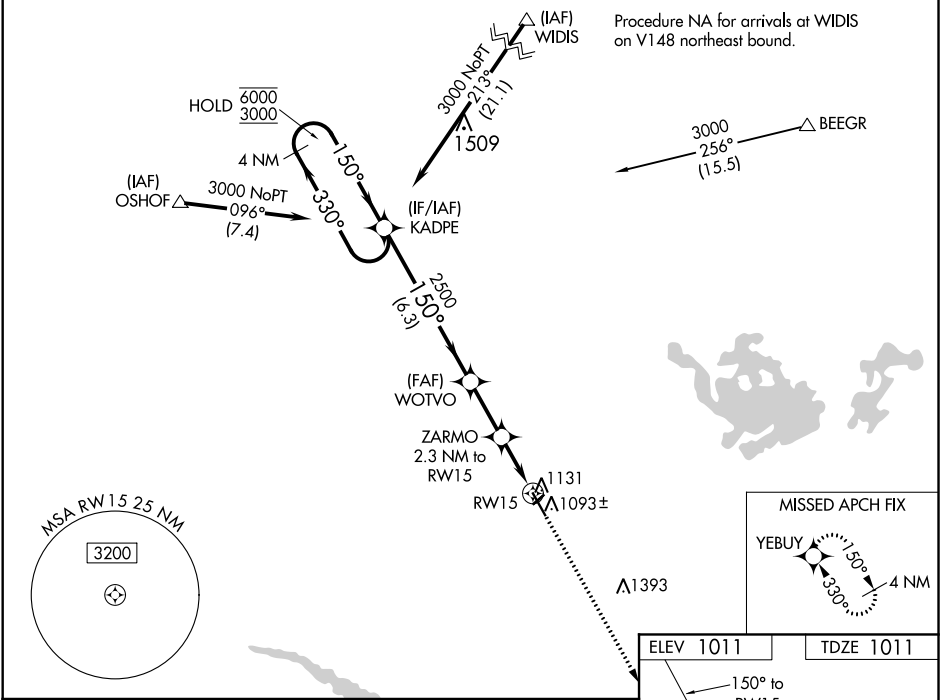 (IAF)
WIDIS
Procedure NA for arrivals at WIDIS
on V148 northeast bound.
3000 NoPT
213°
(21.1)
1509
HOLD
6000
3000
4 NM
150°
330°
3000
256°
(15.5)
BEEGR
(IAF)
OSHOF
3000 NoPT
096°
(7.4)
(IF/IAF)
KADPE
2500
150°
(6.3)
(FAF)
WOTVO
ZARMO
2.3 NM to
RW15
RW15
1131
1093±
1393
MSA RW15 25 NM
3200
MISSED APCH FIX
YEBUY
150°
330°
4 NM
ELEV 1011
TDZE 1011
150° to
RW15